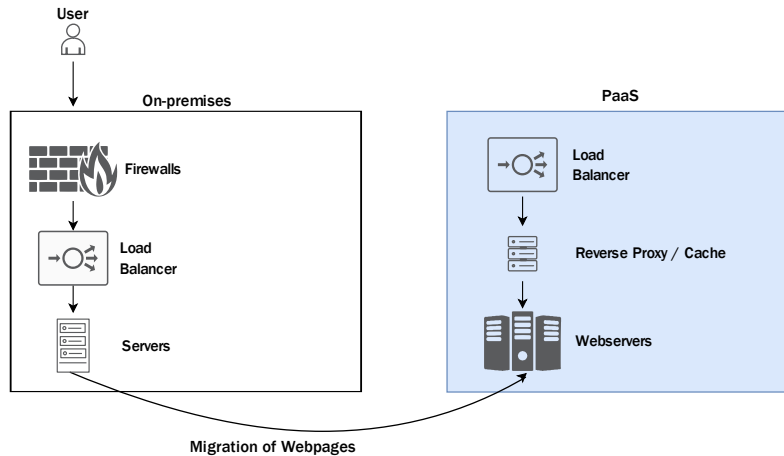 User
On-premises
PaaS
Firewalls
Load
Balancer
Servers
Load
Balancer
Reverse Proxy / Cache
Webservers
Migration of Webpages